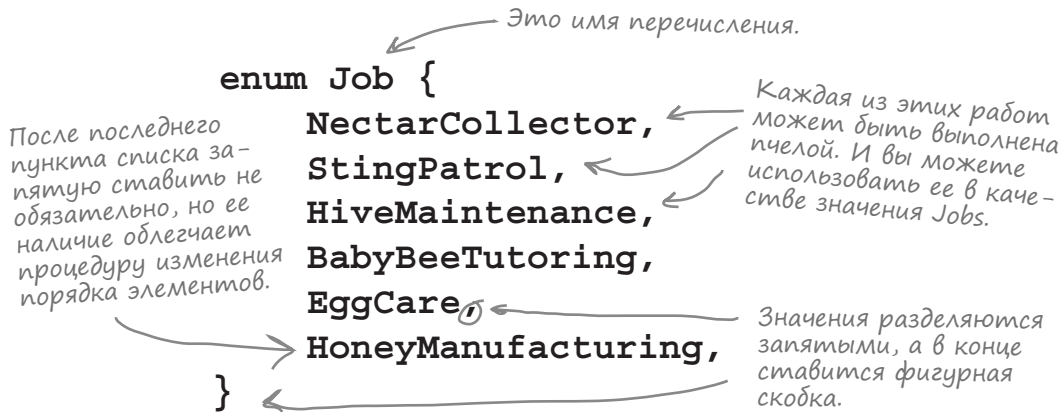 Это имя перечисления.
enum Job {
NectarCollector,
StingPatrol,
HiveMaintenance,
BabyBeeTutoring,
EggCare,
HoneyManufacturing,
}
После последнего
пункта списка за-
пятую ставить не
обязательно, но ее
наличие облегчает
процедуру изменения
порядка элементов.
Каждая из этих работ
может быть выполнена
пчелой. И вы можете
использовать ее в каче-
стве значения Jobs.
Значения разделяются
запятыми, а в конце
ставится фигурная
скобка.